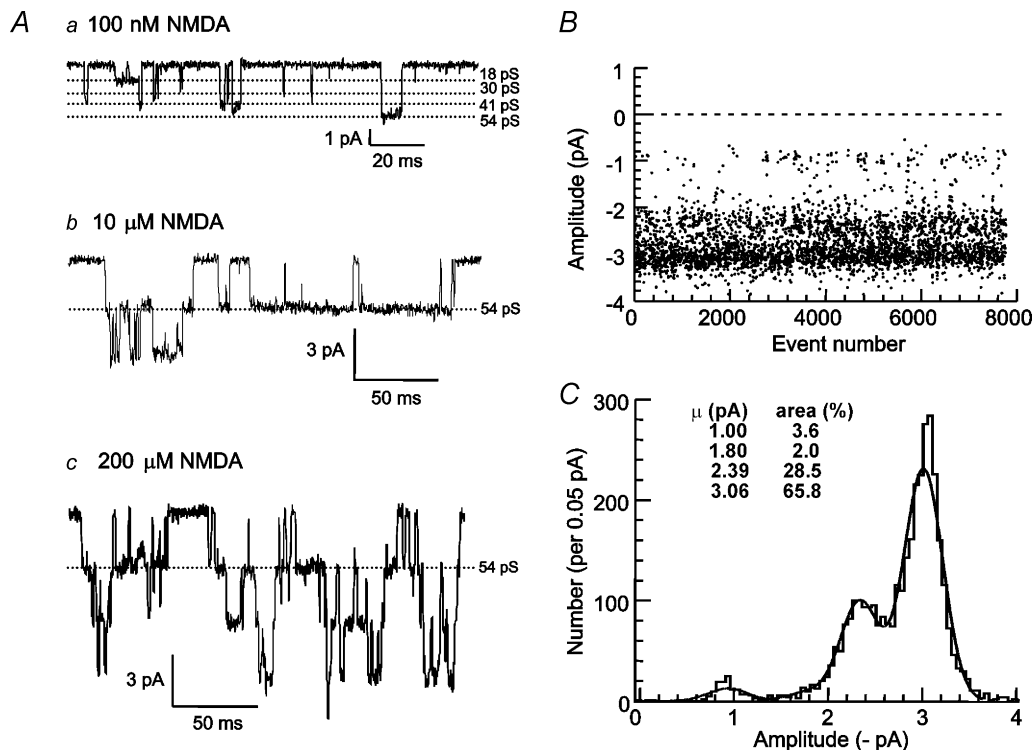 A
a 100 nM NMDA
18 pS
30 pS
41 pS
54 pS
1 pA
20 ms
b 10 μM NMDA
54 pS
3 pA
50 ms
c 200 μM NMDA
54 pS
3 pA
50 ms
B
1
0
-1
-2
-3
-4
Amplitude (pA)
0 2000 4000 6000 8000
Event number
C
300
200
100
0
Number (per 0.05 pA)
μ (pA) area (%)
1.00 3.6
1.80 2.0
2.39 28.5
3.06 65.8
0 1 2 3 4
Amplitude (- pA)